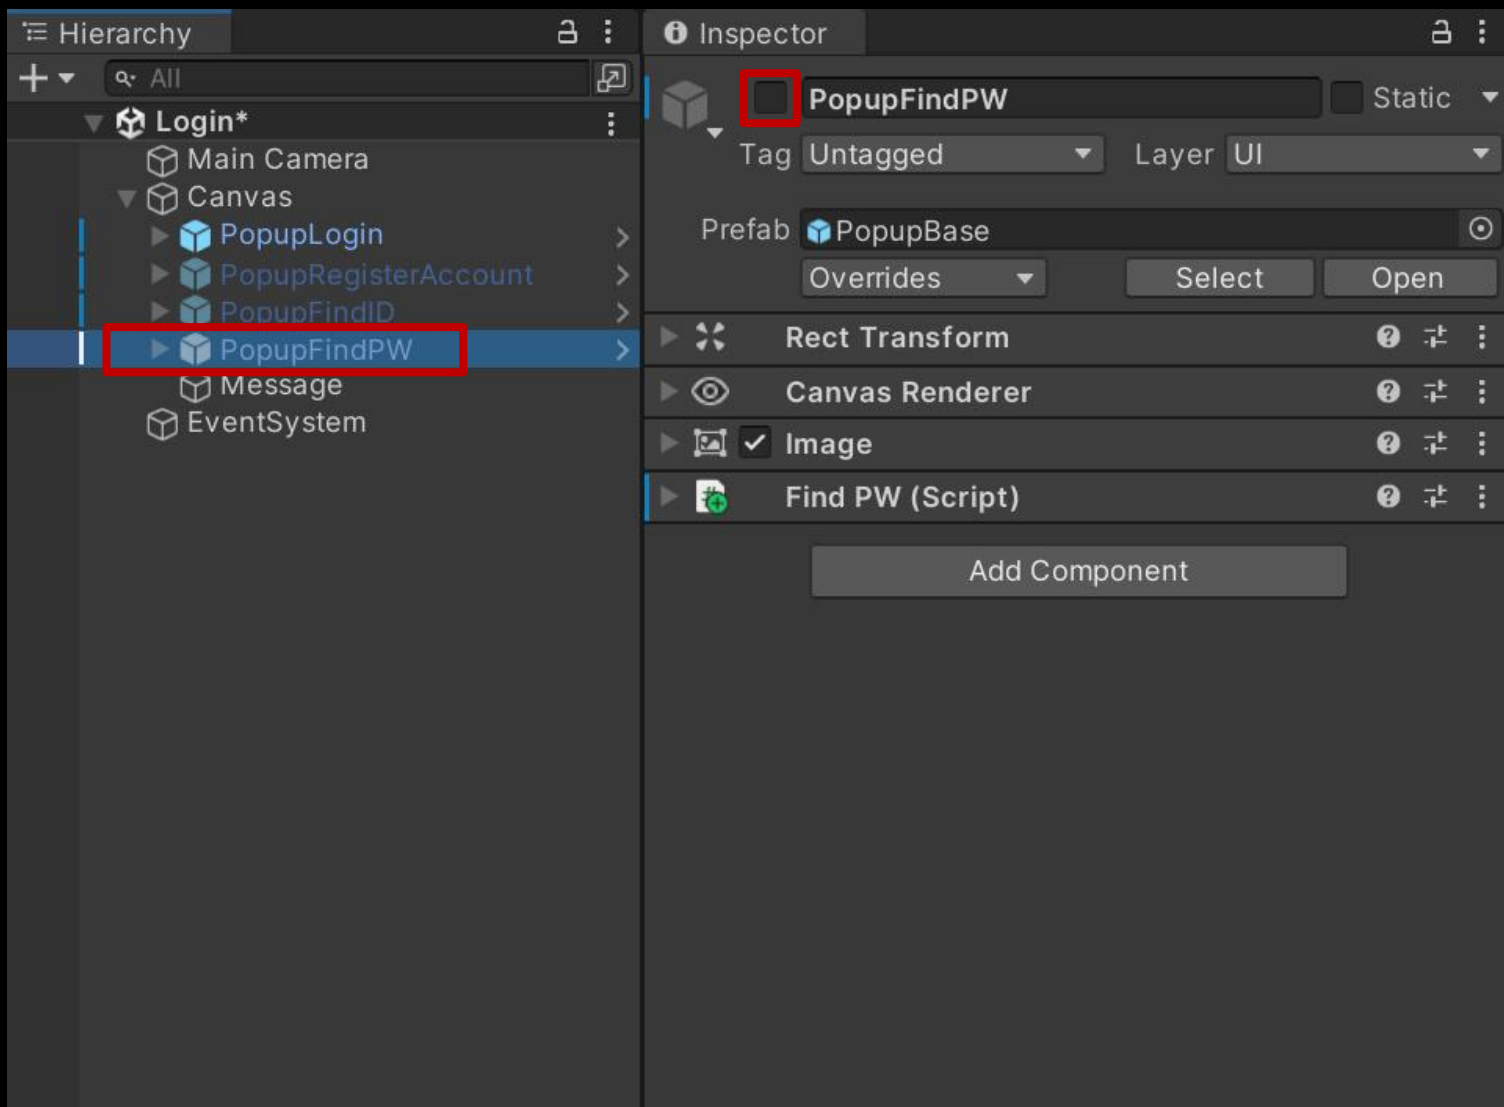 Hierarchy
All
Login*
Main Camera
Canvas
PopupLogin
PopupRegisterAccount
PopupFindID
PopupFindPW
Message
EventSystem
Inspector
PopupFindPW
Static
Tag Untagged Layer UI
Prefab PopupBase
Overrides Select Open
Rect Transform
Canvas Renderer
Image
Find PW (Script)
Add Component